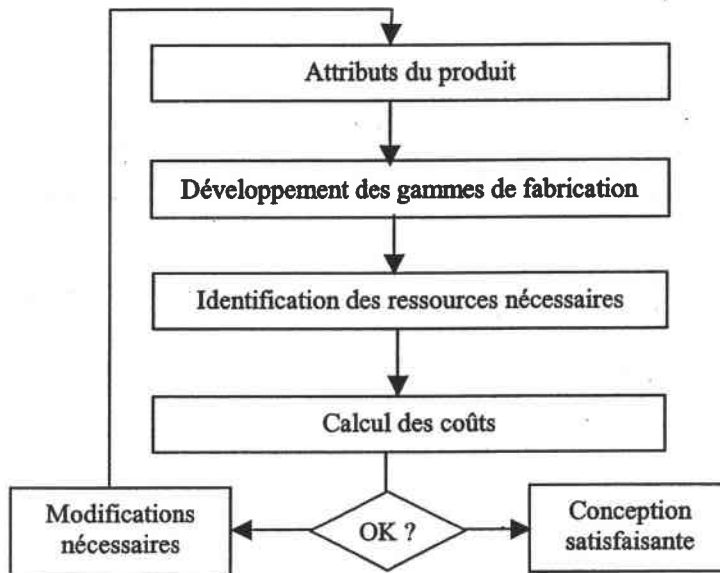 Attributs du produit
Développement des gammes de fabrication
Identification des ressources nécessaires
Calcul des coûts
Modifications
nécessaires
OK ?
Conception
satisfaisante